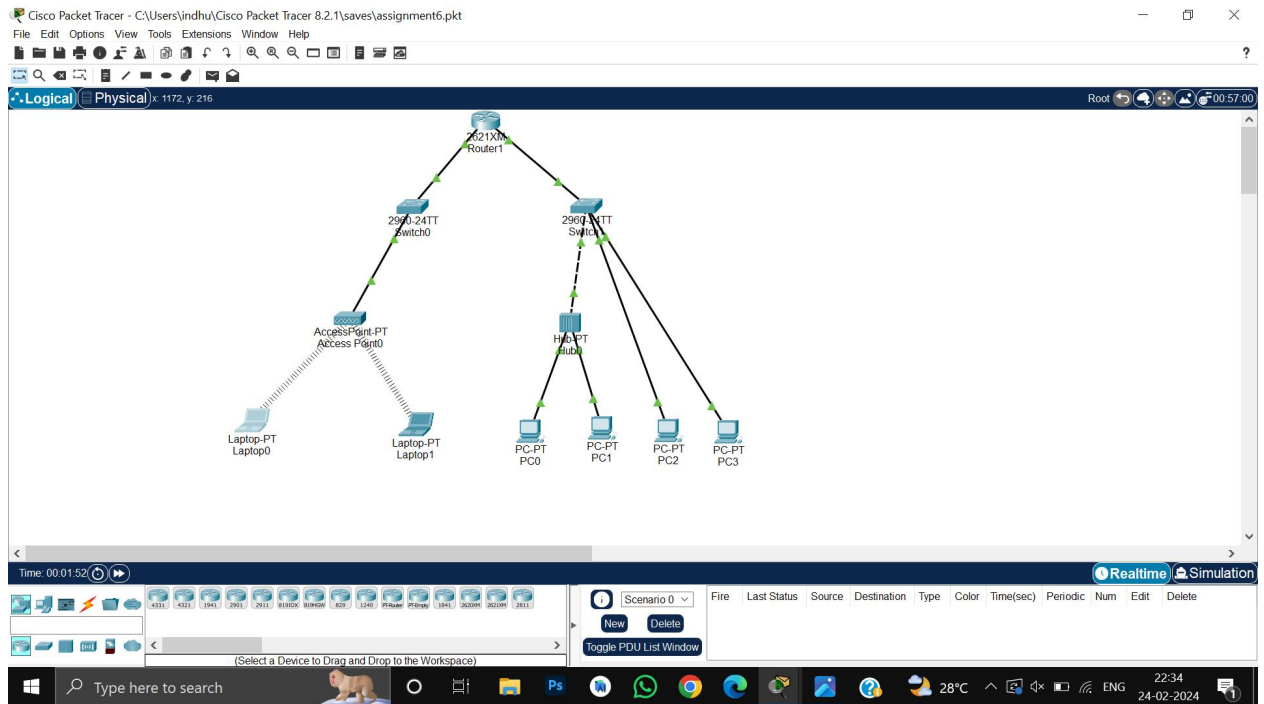 Cisco Packet Tracer - C:\Users\indhu\Cisco Packet Tracer 8.2.1\saves\assignment6.pkt
File Edit Options View Tools Extensions Window Help
?
Logical Physical x: 1172, y: 216 Root 00:57:00
2621XM
Router1
2960-24TT
Switch0
2960-24TT
Switch
AccessPoint-PT
Access Point0
Hub-PT
Hub0
Laptop-PT
Laptop0
Laptop-PT
Laptop1
PC-PT
PC0
PC-PT
PC1
PC-PT
PC2
PC-PT
PC3
Time: 00:01:52 Realtime Simulation
4331 4321 1941 2901 2911 819IOX 819HGW 829 1240 PT-Router PT-Empty 1841 2620XM 2621XM 2811
(Select a Device to Drag and Drop to the Workspace)
Scenario 0
New Delete
Toggle PDU List Window
Fire Last Status Source Destination Type Color Time(sec) Periodic Num Edit Delete
Type here to search
Ps
28°C ENG
22:34
24-02-2024
1